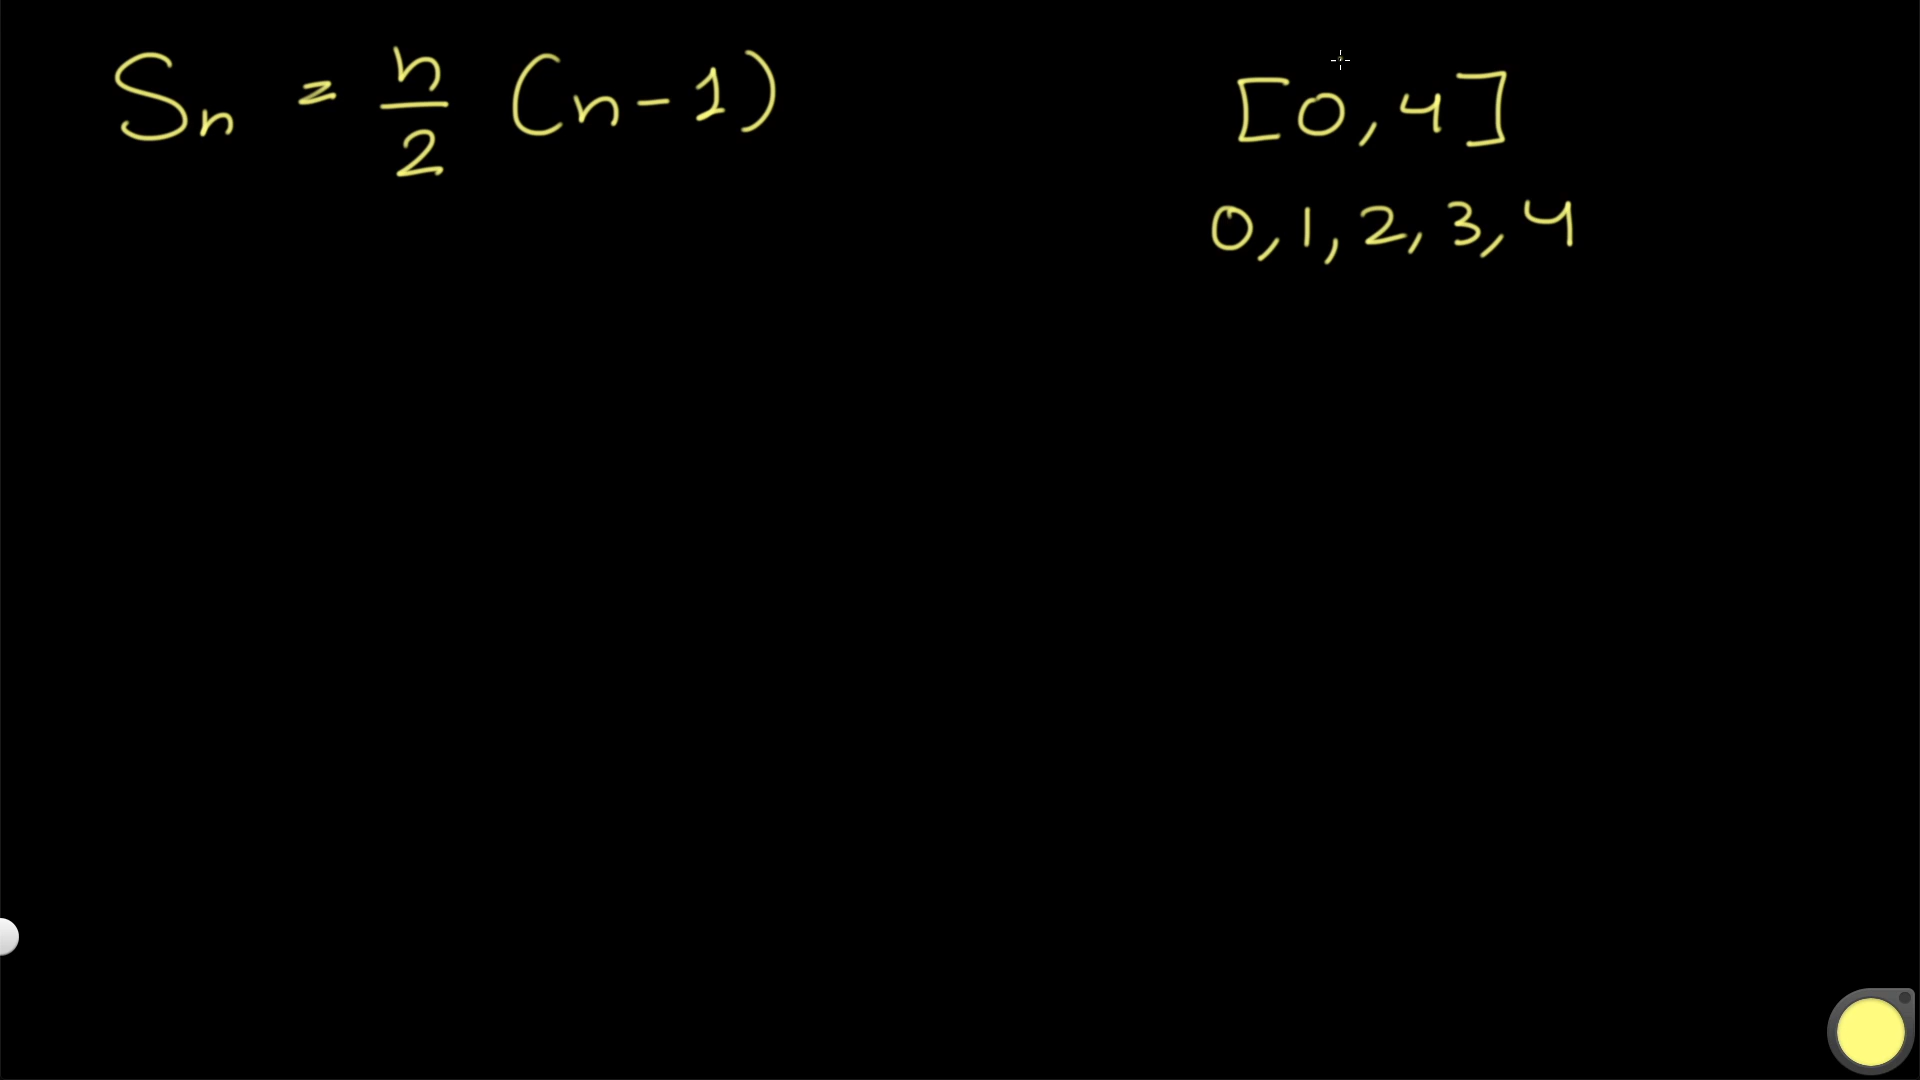 Sn = n/2 (n-1)
[0,4]
0,1,2,3,4